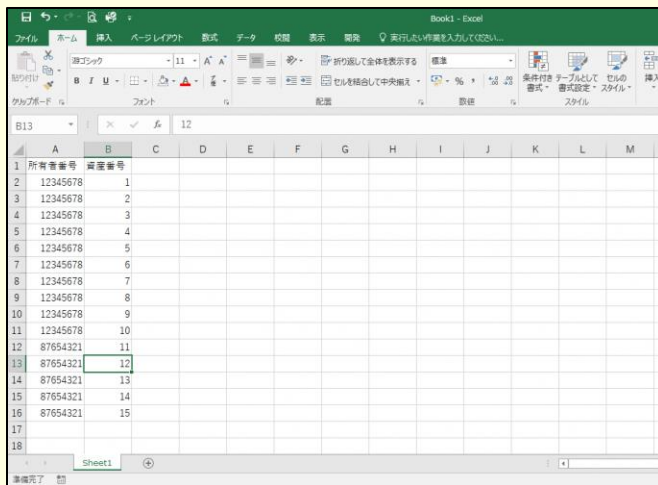 Book1 - Excel
ファイル ホーム 挿入 ページ レイアウト 数式 データ 校閲 表示 開発 実行したい作業を入力してください...
貼り付け 游ゴシック 11 A A 折り返して全体を表示する 標準 条件付き 書式 テーブルとして 書式設定 セルの スタイル 挿入
B I U A セルを結合して中央揃え % ,
クリップボード フォント 配置 数値 スタイル
B13 fx 12
A B C D E F G H I J K L M
1 所有者番号 資産番号
2 12345678 1
3 12345678 2
4 12345678 3
5 12345678 4
6 12345678 5
7 12345678 6
8 12345678 7
9 12345678 8
10 12345678 9
11 12345678 10
12 87654321 11
13 87654321 12
14 87654321 13
15 87654321 14
16 87654321 15
17
18
Sheet1
準備完了